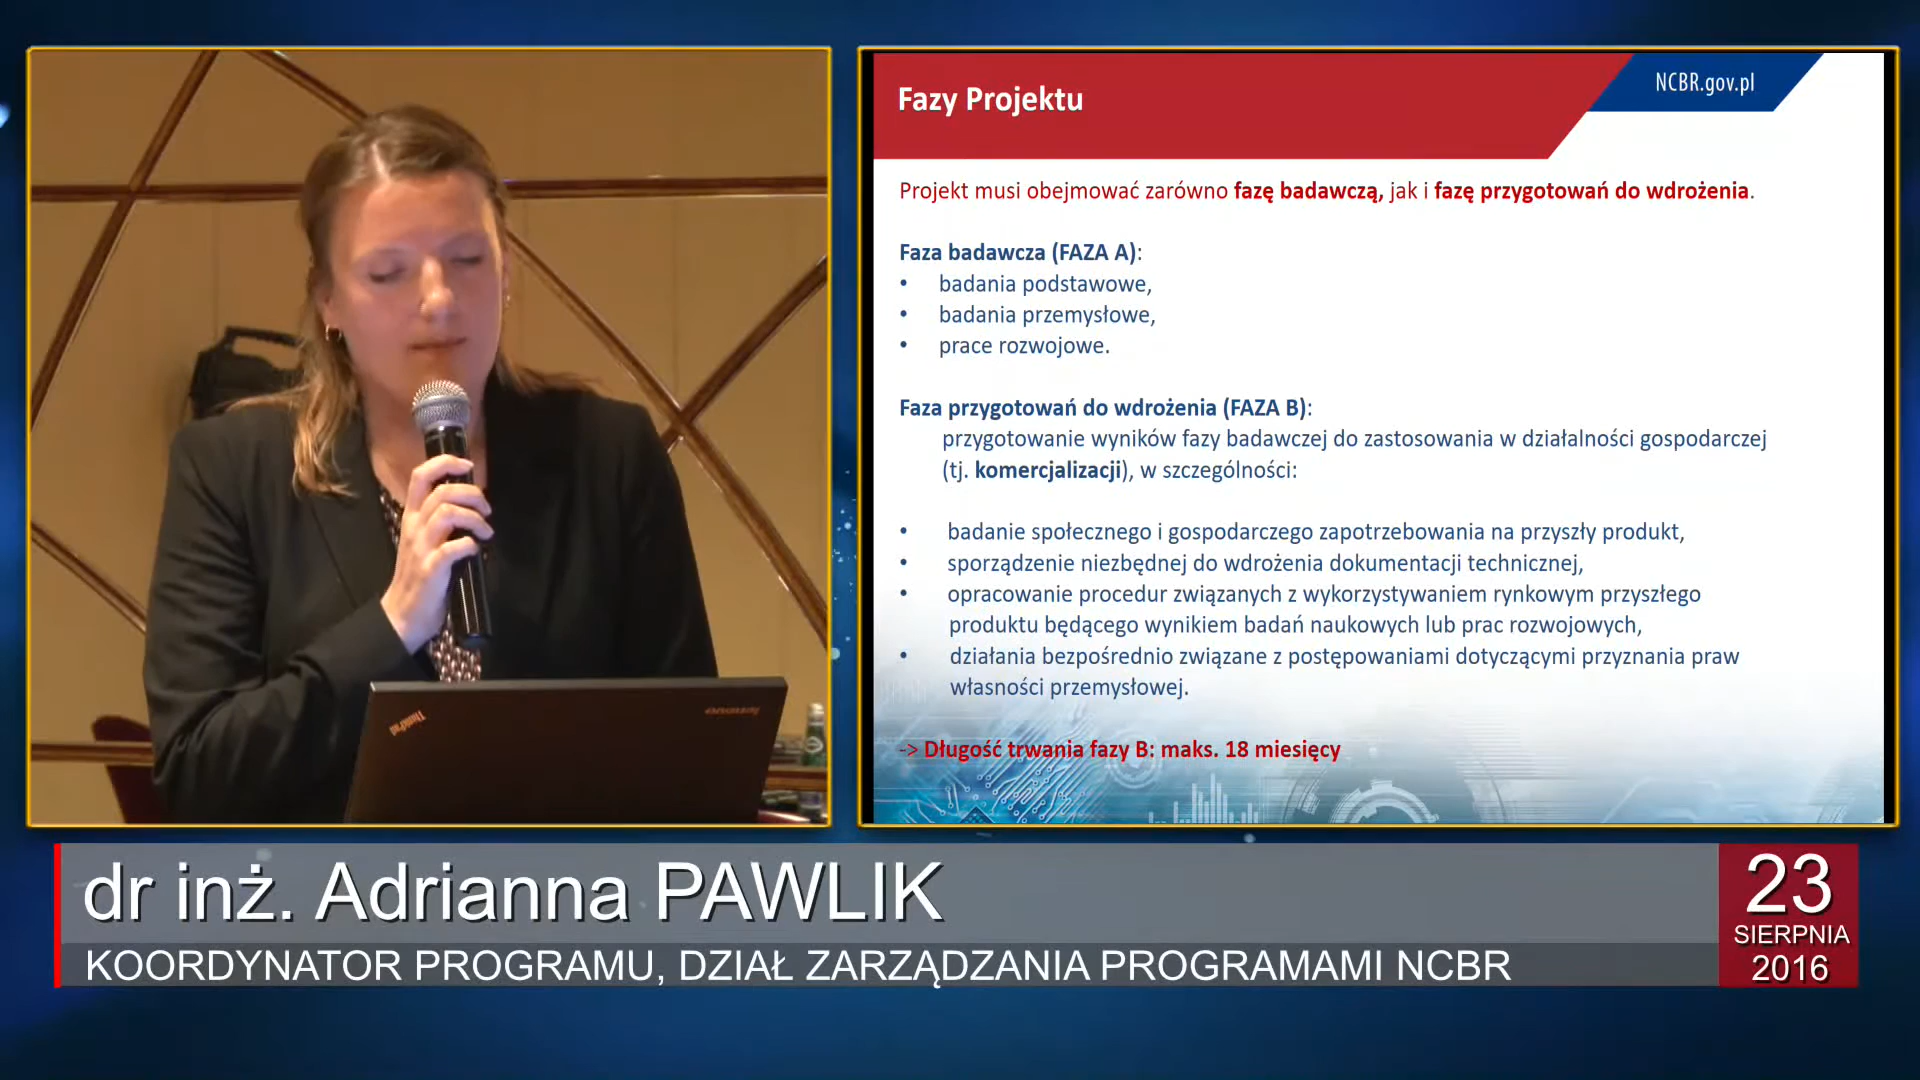 NCBR.gov.pl
Fazy Projektu
Projekt musi obejmować zarówno fazę badawczą, jak i fazę przygotowań do wdrożenia.
Faza badawcza (FAZA A):
• badania podstawowe,
• badania przemysłowe,
• prace rozwojowe.
Faza przygotowań do wdrożenia (FAZA B):
przygotowanie wyników fazy badawczej do zastosowania w działalności gospodarczej
(tj. komercjalizacji), w szczególności:
• badanie społecznego i gospodarczego zapotrzebowania na przyszły produkt,
• sporządzenie niezbędnej do wdrożenia dokumentacji technicznej,
• opracowanie procedur związanych z wykorzystywaniem rynkowym przyszłego
produktu będącego wynikiem badań naukowych lub prac rozwojowych,
• działania bezpośrednio związane z postępowaniami dotyczącymi przyznania praw
własności przemysłowej.
-> Długość trwania fazy B: maks. 18 miesięcy
ThinkPad
lenovo
dr inż. Adrianna PAWLIK
KOORDYNATOR PROGRAMU, DZIAŁ ZARZĄDZANIA PROGRAMAMI NCBR
23
SIERPNIA
2016